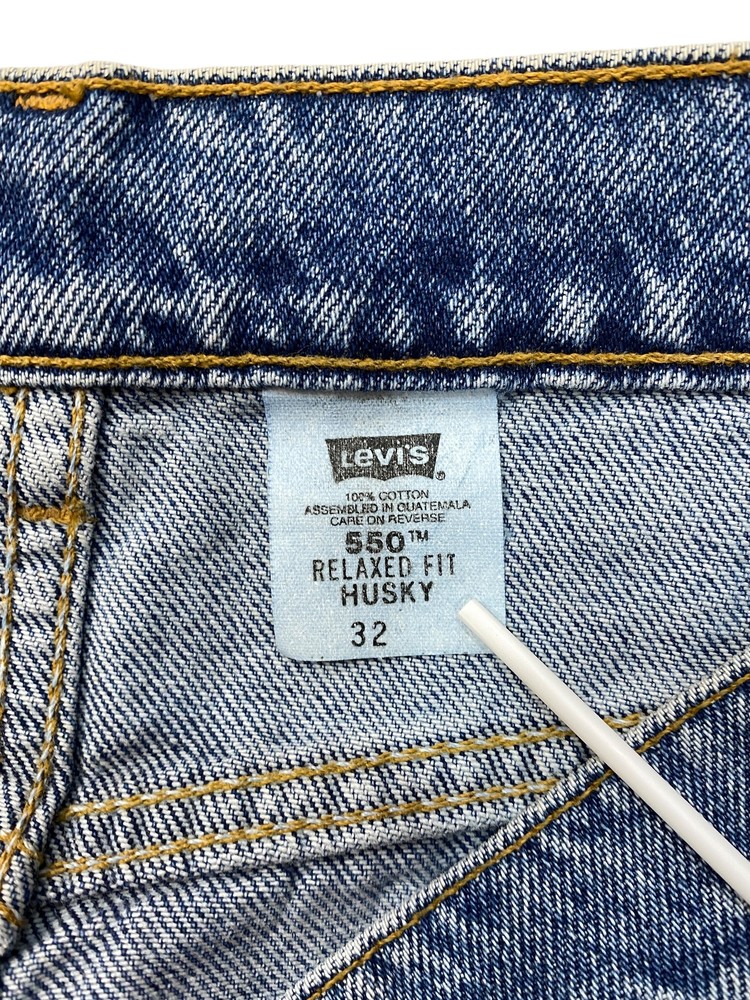 Levi's®
100% COTTON
ASSEMBLED IN GUATEMALA
CARE ON REVERSE
550™
RELAXED FIT
HUSKY
32